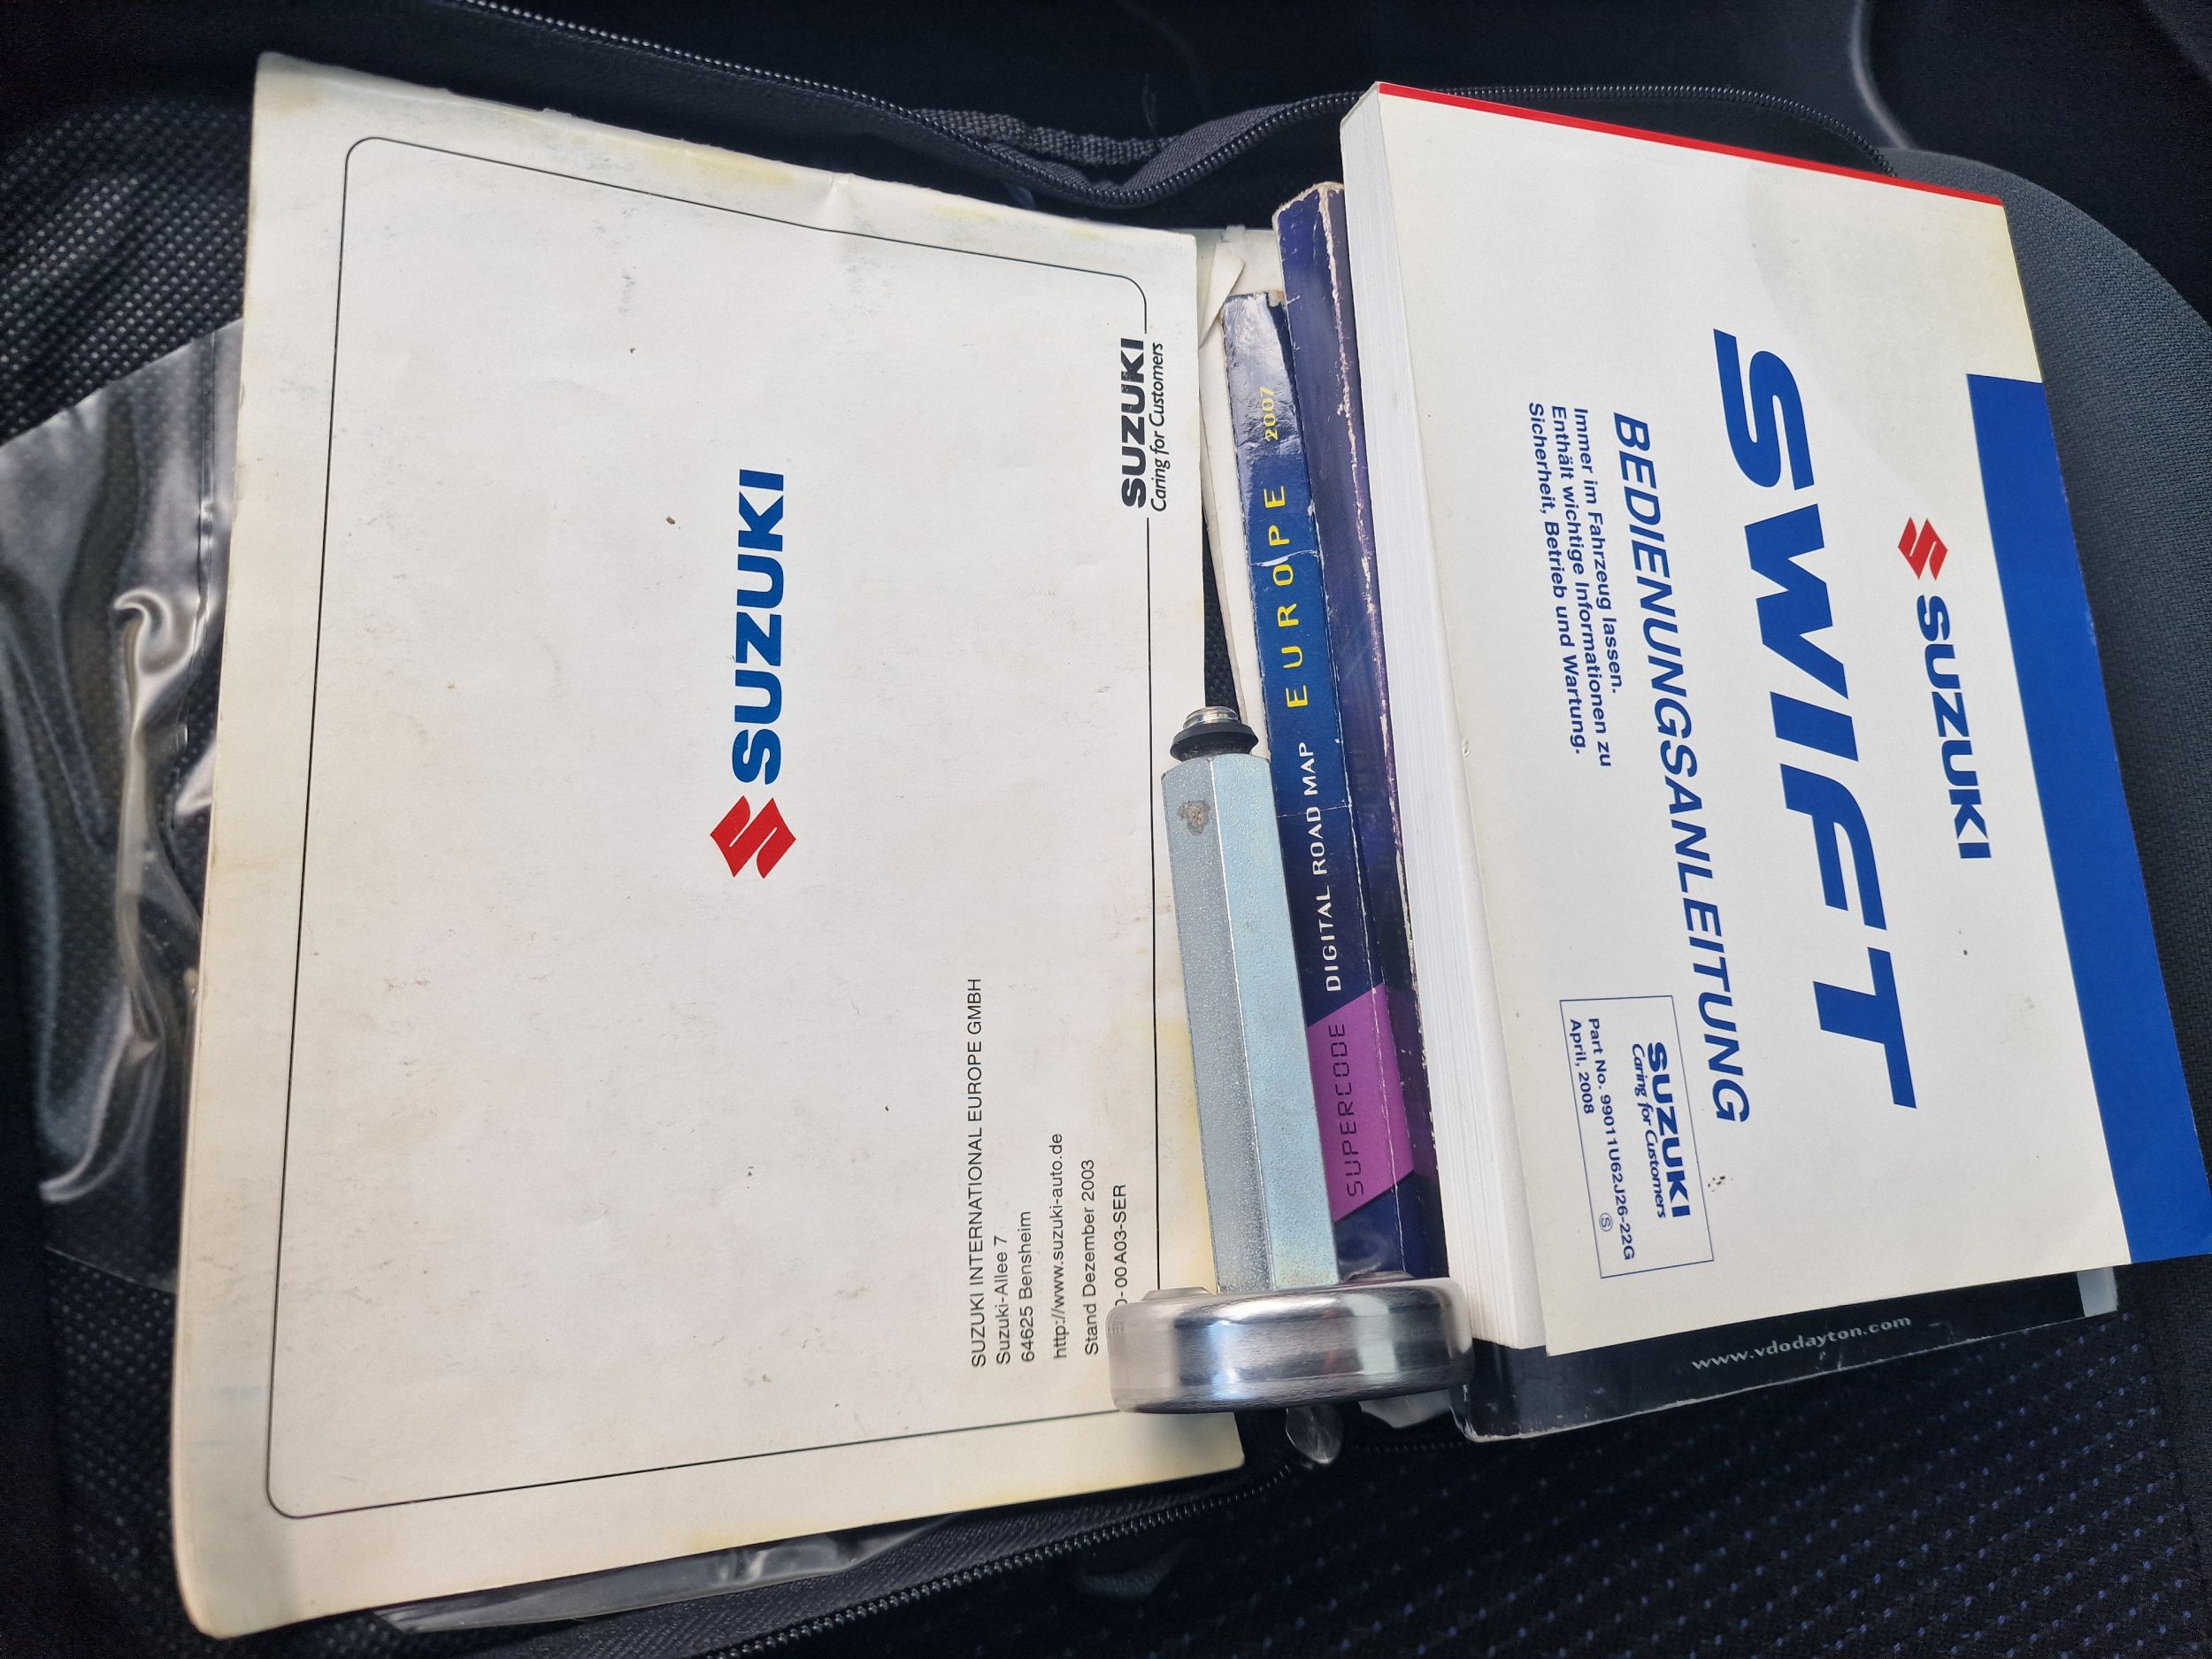 SUZUKI
SUZUKI
Caring for Customers
SUZUKI INTERNATIONAL EUROPE GMBH
Suzuki-Allee 7
64625 Bensheim
http://www.suzuki-auto.de
Stand Dezember 2003
-00A03-SER
SUPERCODE DIGITAL ROAD MAP EUROPE 2007
SUZUKI
SWIFT
BEDIENUNGSANLEITUNG
Immer im Fahrzeug lassen.
Enthält wichtige Informationen zu
Sicherheit, Betrieb und Wartung.
SUZUKI
Caring for Customers
Part No. 99011U62J26-22G
April, 2008 Ⓢ
www.vdodayton.com